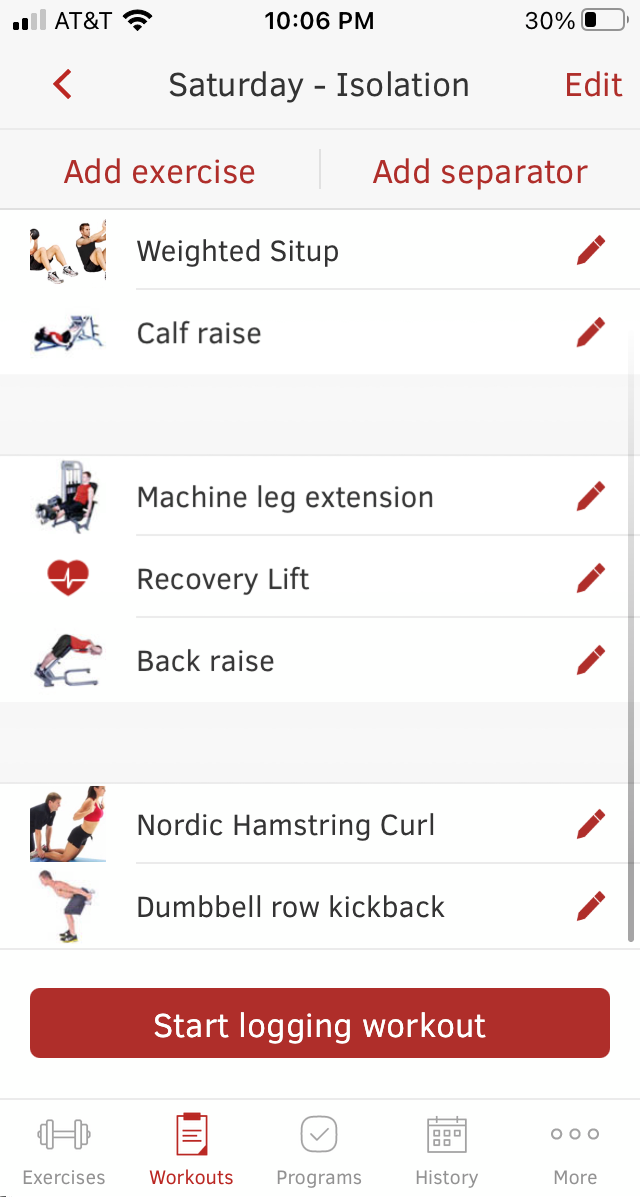 AT&T 10:06 PM 30%
Saturday - Isolation Edit
Add exercise Add separator
Weighted Situp
Calf raise
Machine leg extension
Recovery Lift
Back raise
Nordic Hamstring Curl
Dumbbell row kickback
Start logging workout
Exercises Workouts Programs History More